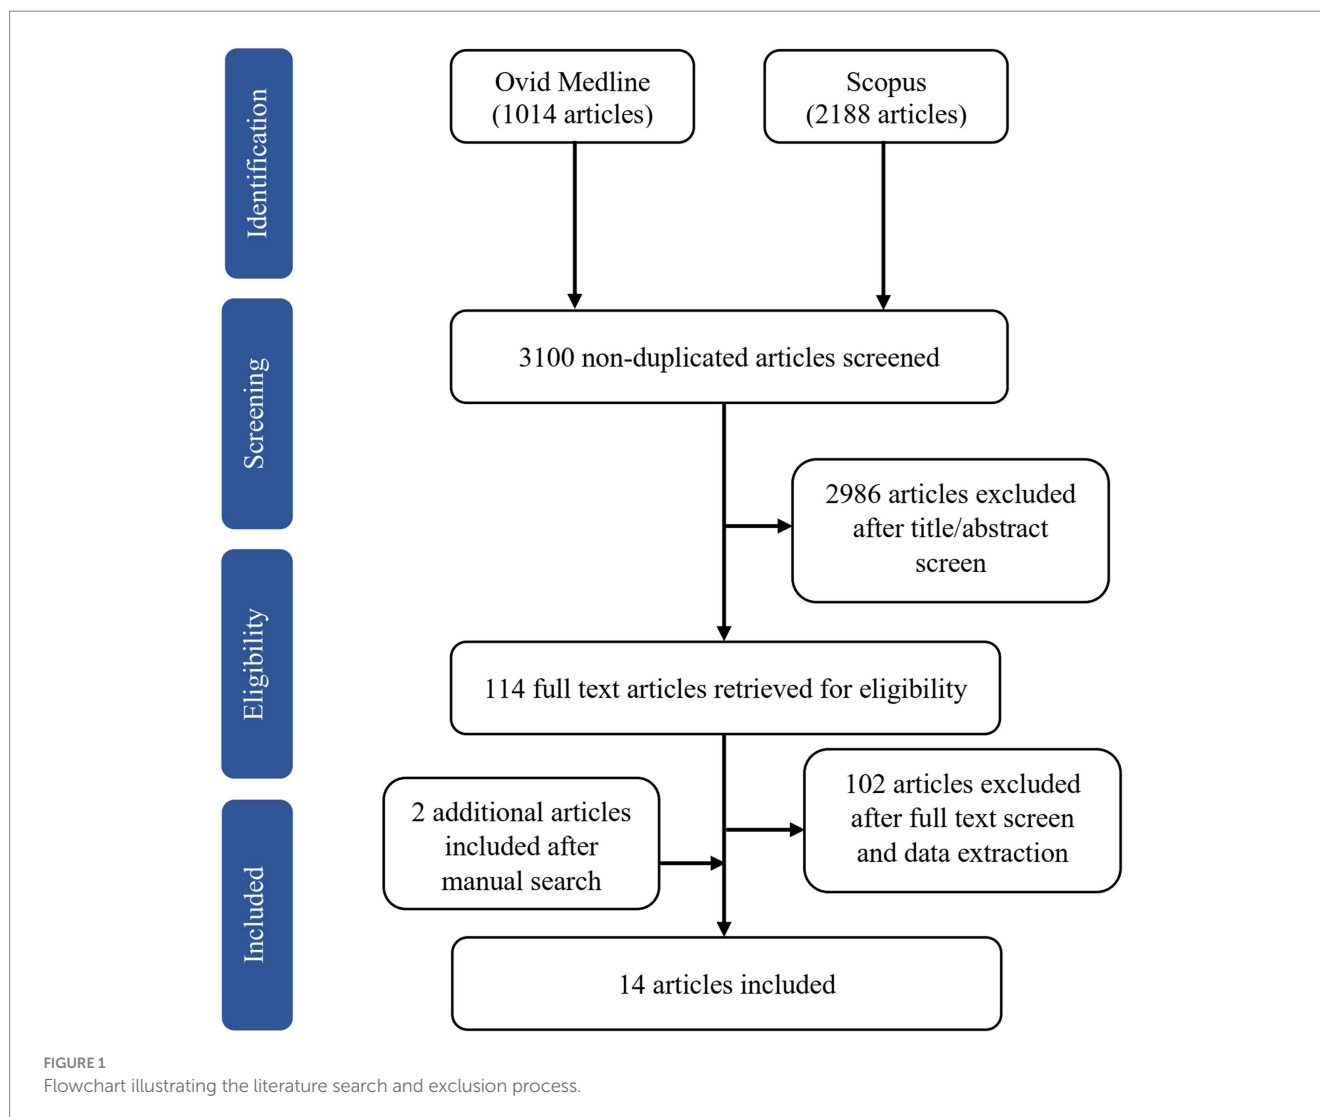 Identification
Ovid Medline
(1014 articles)
Scopus
(2188 articles)
Screening
3100 non-duplicated articles screened
2986 articles excluded
after title/abstract
screen
Eligibility
114 full text articles retrieved for eligibility
102 articles excluded
after full text screen
and data extraction
2 additional articles
included after
manual search
Included
14 articles included
FIGURE 1
Flowchart illustrating the literature search and exclusion process.